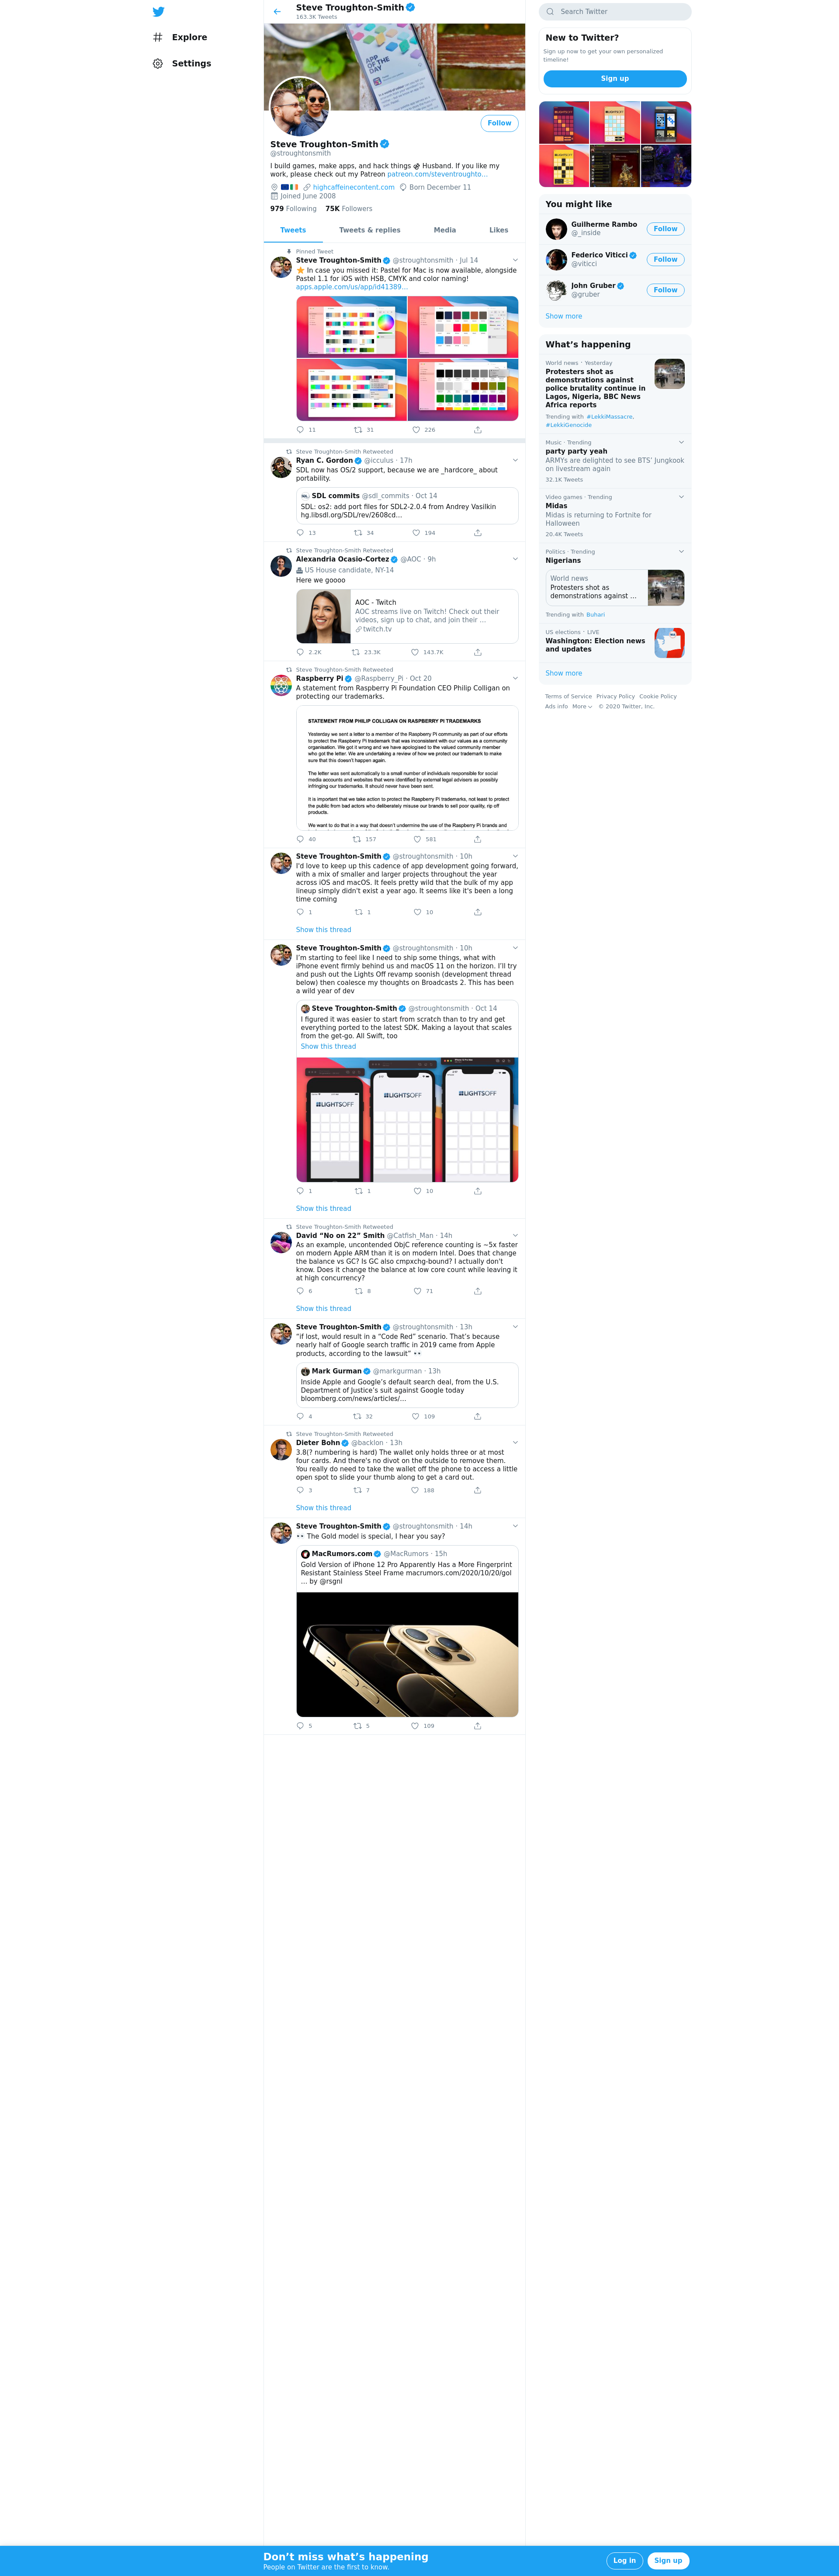 Explore
Settings
Steve Troughton-Smith
163.3K Tweets
Follow
Steve Troughton-Smith
@stroughtonsmith
I build games, make apps, and hack things Husband. If you like my
work, please check out my Patreon patreon.com/steventroughto…
highcaffeinecontent.com Born December 11
Joined June 2008
979 Following 75K Followers
Tweets Tweets & replies Media Likes
Pinned Tweet
Steve Troughton-Smith @stroughtonsmith · Jul 14
In case you missed it: Pastel for Mac is now available, alongside
Pastel 1.1 for iOS with HSB, CMYK and color naming!
apps.apple.com/us/app/id41389…
11 31 226
Steve Troughton-Smith Retweeted
Ryan C. Gordon @icculus · 17h
SDL now has OS/2 support, because we are _hardcore_ about
portability.
SDL commits @sdl_commits · Oct 14
SDL: os2: add port files for SDL2-2.0.4 from Andrey Vasilkin
hg.libsdl.org/SDL/rev/2608cd…
13 34 194
Steve Troughton-Smith Retweeted
Alexandria Ocasio-Cortez @AOC · 9h
US House candidate, NY-14
Here we goooo
AOC - Twitch
AOC streams live on Twitch! Check out their
videos, sign up to chat, and join their …
twitch.tv
2.2K 23.3K 143.7K
Steve Troughton-Smith Retweeted
Raspberry Pi @Raspberry_Pi · Oct 20
A statement from Raspberry Pi Foundation CEO Philip Colligan on
protecting our trademarks.
STATEMENT FROM PHILIP COLLIGAN ON RASPBERRY PI TRADEMARKS
Yesterday we sent a letter to a member of the Raspberry Pi community as part of our efforts
to protect the Raspberry Pi trademark that was inconsistent with our values as a community
organisation. We got it wrong and we have apologised to the valued community member
who got the letter. We are undertaking a review of how we protect our trademarks to make
sure that this doesn't happen again.
The letter was sent automatically to a small number of individuals responsible for social
media accounts and websites that were identified by external legal advisers as possibly
infringing our trademarks. It should never have been sent.
It is important that we take action to protect the Raspberry Pi trademark, not least to protect
the public from bad actors who deliberately misuse our brands to sell poor quality, rip off
products.
We want to do that in a way that doesn't undermine the use of the Raspberry Pi brands and
40 157 581
Steve Troughton-Smith @stroughtonsmith · 10h
I'd love to keep up this cadence of app development going forward,
with a mix of smaller and larger projects throughout the year
across iOS and macOS. It feels pretty wild that the bulk of my app
lineup simply didn't exist a year ago. It seems like it's been a long
time coming
1 1 10
Show this thread
Steve Troughton-Smith @stroughtonsmith · 10h
I'm starting to feel like I need to ship some things, what with
iPhone event firmly behind us and macOS 11 on the horizon. I'll try
and push out the Lights Off revamp soonish (development thread
below) then coalesce my thoughts on Broadcasts 2. This has been
a wild year of dev
Steve Troughton-Smith @stroughtonsmith · Oct 14
I figured it was easier to start from scratch than to try and get
everything ported to the latest SDK. Making a layout that scales
from the get-go. All Swift, too
Show this thread
LIGHTSOFF
LIGHTSOFF
LIGHTSOFF
1 1 10
Show this thread
Steve Troughton-Smith Retweeted
David “No on 22” Smith @Catfish_Man · 14h
As an example, uncontended ObjC reference counting is ~5x faster
on modern Apple ARM than it is on modern Intel. Does that change
the balance vs GC? Is GC also cmpxchg-bound? I actually don't
know. Does it change the balance at low core count while leaving it
at high concurrency?
6 8 71
Show this thread
Steve Troughton-Smith @stroughtonsmith · 13h
“if lost, would result in a “Code Red” scenario. That’s because
nearly half of Google search traffic in 2019 came from Apple
products, according to the lawsuit”
Mark Gurman @markgurman · 13h
Inside Apple and Google’s default search deal, from the U.S.
Department of Justice’s suit against Google today
bloomberg.com/news/articles/…
4 32 109
Steve Troughton-Smith Retweeted
Dieter Bohn @backlon · 13h
3.8(? numbering is hard) The wallet only holds three or at most
four cards. And there's no divot on the outside to remove them.
You really do need to take the wallet off the phone to access a little
open spot to slide your thumb along to get a card out.
3 7 188
Show this thread
Steve Troughton-Smith @stroughtonsmith · 14h
The Gold model is special, I hear you say?
MacRumors.com @MacRumors · 15h
Gold Version of iPhone 12 Pro Apparently Has a More Fingerprint
Resistant Stainless Steel Frame macrumors.com/2020/10/20/gol
… by @rsgnl
5 5 109
Search Twitter
New to Twitter?
Sign up now to get your own personalized
timeline!
Sign up
You might like
Guilherme Rambo
@_inside
Follow
Federico Viticci
@viticci
Follow
John Gruber
@gruber
Follow
Show more
What’s happening
World news · Yesterday
Protesters shot as
demonstrations against
police brutality continue in
Lagos, Nigeria, BBC News
Africa reports
Trending with #LekkiMassacre,
#LekkiGenocide
Music · Trending
party party yeah
ARMYs are delighted to see BTS’ Jungkook
on livestream again
32.1K Tweets
Video games · Trending
Midas
Midas is returning to Fortnite for
Halloween
20.4K Tweets
Politics · Trending
Nigerians
World news
Protesters shot as
demonstrations against …
Trending with Buhari
US elections · LIVE
Washington: Election news
and updates
Show more
Terms of Service Privacy Policy Cookie Policy
Ads info More © 2020 Twitter, Inc.
Don’t miss what’s happening
People on Twitter are the first to know.
Log in
Sign up